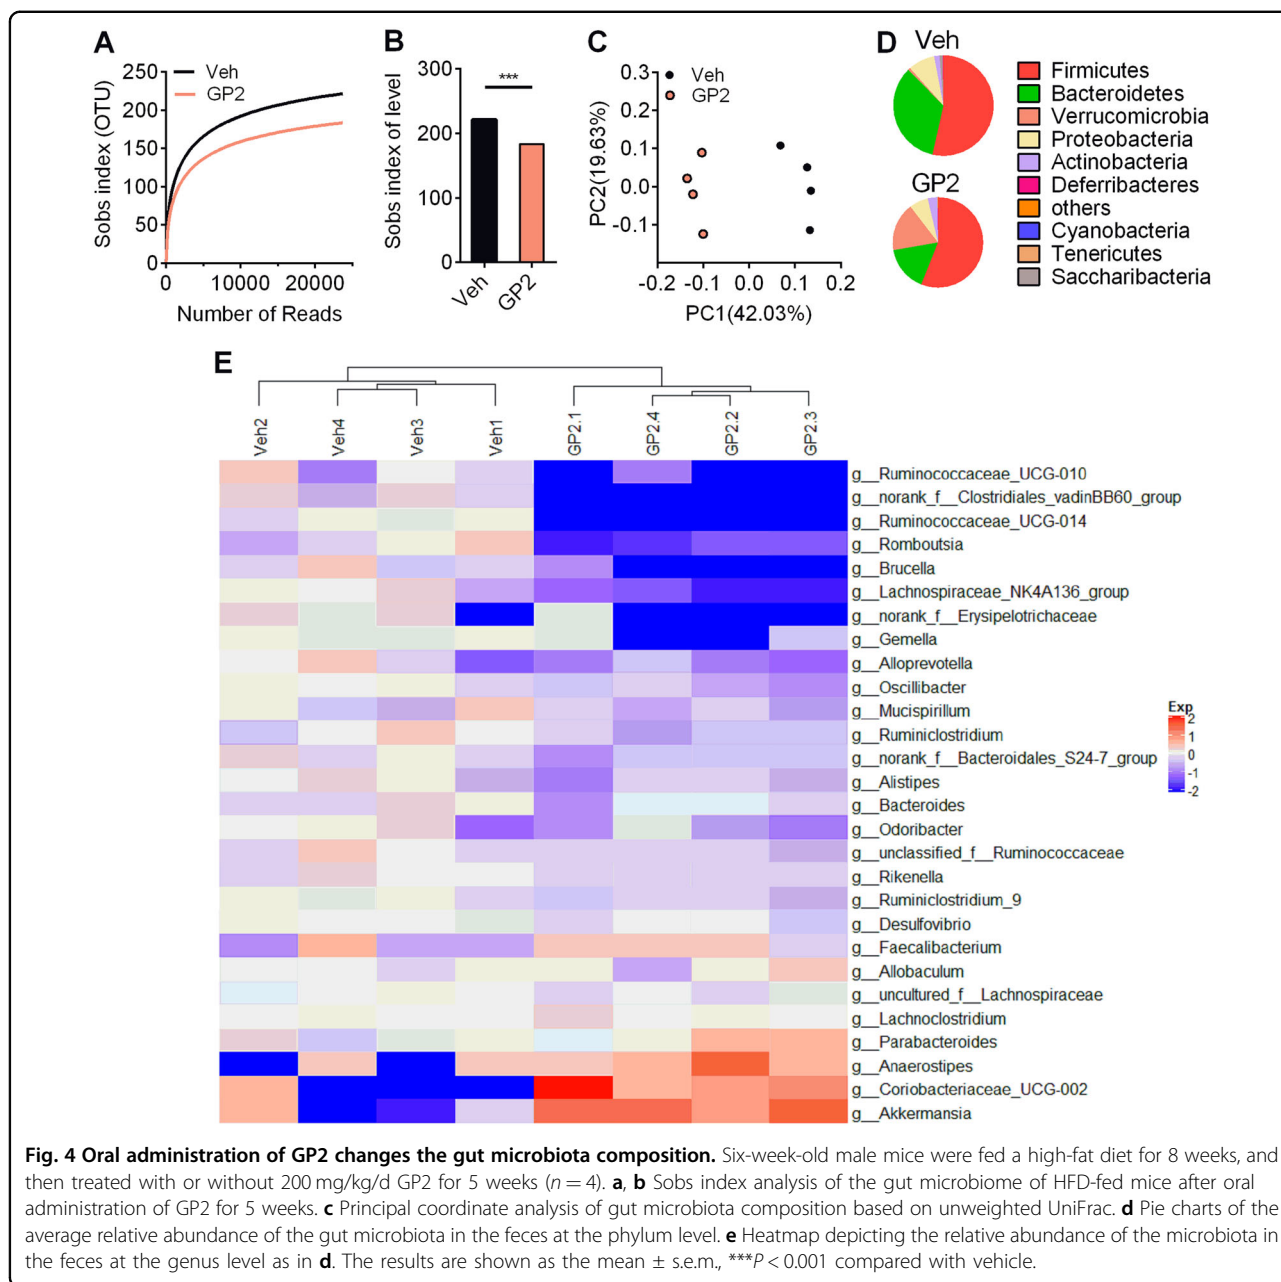 A
Veh
GP2
Sobs index (OTU)
250
200
150
100
50
0
0 10000 20000
Number of Reads
B
***
Sobs index of level
300
200
100
0
Veh
GP2
C
Veh
GP2
PC2(19.63%)
0.3
0.2
0.1
0.0
-0.1
-0.2 -0.1 0.0 0.1 0.2
PC1(42.03%)
D
Veh
GP2
Firmicutes
Bacteroidetes
Verrucomicrobia
Proteobacteria
Actinobacteria
Deferribacteres
others
Cyanobacteria
Tenericutes
Saccharibacteria
E
Veh2 Veh4 Veh3 Veh1 GP2.1 GP2.4 GP2.2 GP2.3
g__Ruminococcaceae_UCG-010
g__norank_f__Clostridiales_vadinBB60_group
g__Ruminococcaceae_UCG-014
g__Romboutsia
g__Brucella
g__Lachnospiraceae_NK4A136_group
g__norank_f__Erysipelotrichaceae
g__Gemella
g__Alloprevotella
g__Oscillibacter
g__Mucispirillum
g__Ruminiclostridium
g__norank_f__Bacteroidales_S24-7_group
g__Alistipes
g__Bacteroides
g__Odoribacter
g__unclassified_f__Ruminococcaceae
g__Rikenella
g__Ruminiclostridium_9
g__Desulfovibrio
g__Faecalibacterium
g__Allobaculum
g__uncultured_f__Lachnospiraceae
g__Lachnoclostridium
g__Parabacteroides
g__Anaerostipes
g__Coriobacteriaceae_UCG-002
g__Akkermansia
Exp
2
1
0
-1
-2
Fig. 4 Oral administration of GP2 changes the gut microbiota composition. Six-week-old male mice were fed a high-fat diet for 8 weeks, and
then treated with or without 200 mg/kg/d GP2 for 5 weeks (n = 4). a, b Sobs index analysis of the gut microbiome of HFD-fed mice after oral
administration of GP2 for 5 weeks. c Principal coordinate analysis of gut microbiota composition based on unweighted UniFrac. d Pie charts of the
average relative abundance of the gut microbiota in the feces at the phylum level. e Heatmap depicting the relative abundance of the microbiota in
the feces at the genus level as in d. The results are shown as the mean ± s.e.m., ***P < 0.001 compared with vehicle.